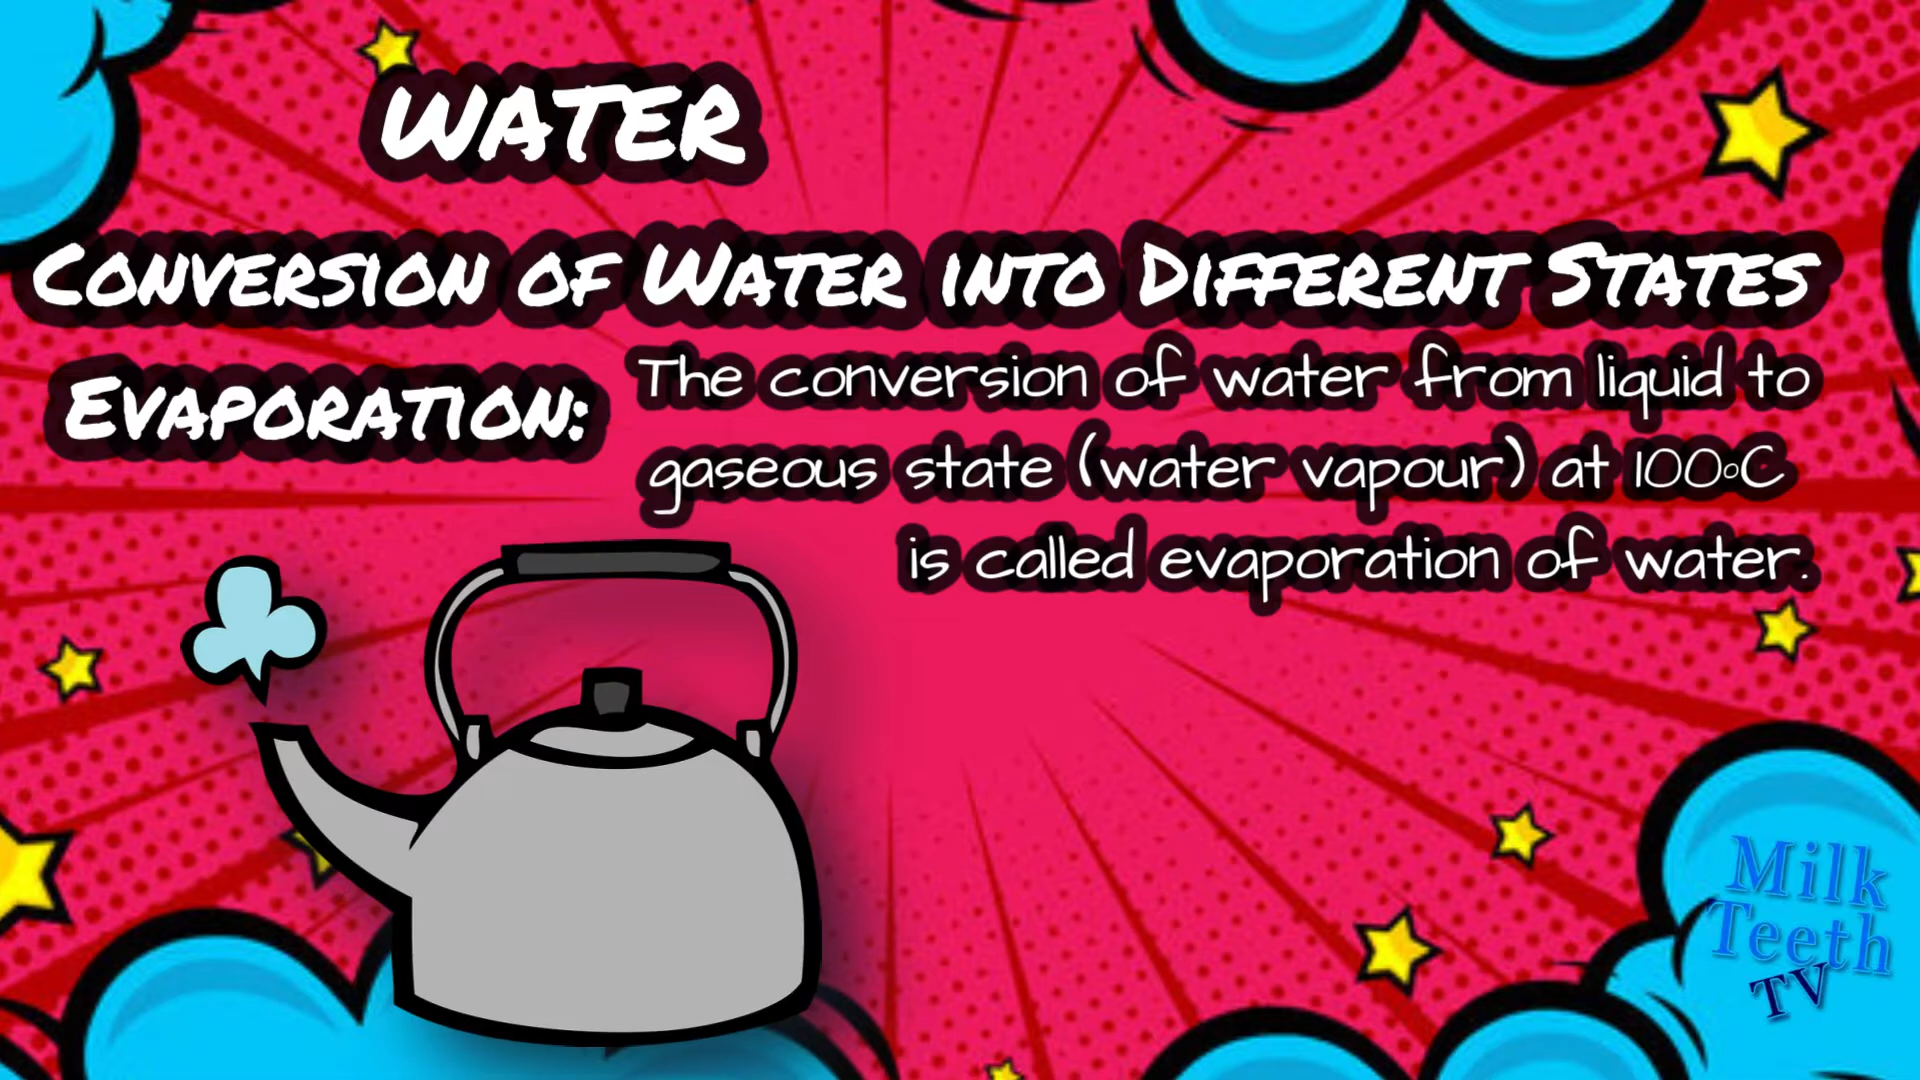 WATER
CONVERSION OF WATER INTO DIFFERENT STATES
EVAPORATION:
The conversion of water from liquid to
gaseous state (water vapour) at 100°C
is called evaporation of water.
Milk
Teeth
TV